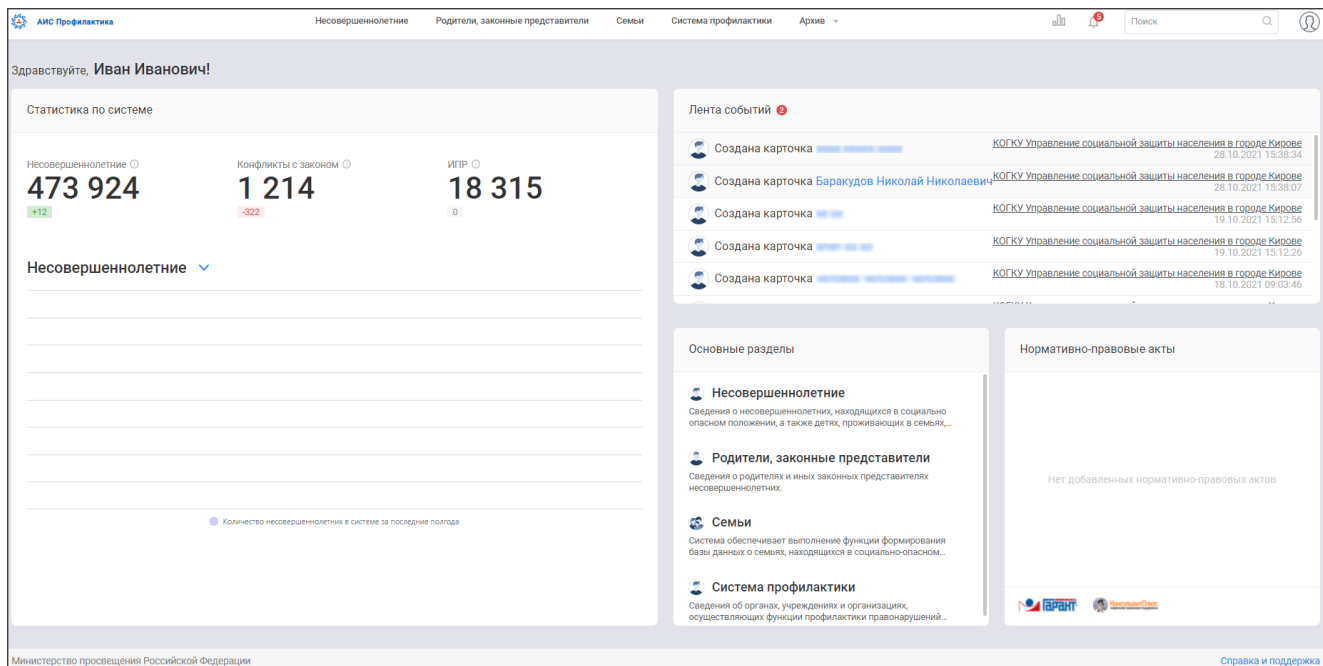 АИС Профилактика
Несовершеннолетние
Родители, законные представители
Семьи
Система профилактики
Архив
5
Поиск
Здравствуйте, Иван Иванович!
Статистика по системе
Несовершеннолетние
473 924
+12
Конфликты с законом
1 214
-322
ИПР
18 315
0
Несовершеннолетние
Количество несовершеннолетних в системе за последние полгода
Лента событий 2
Создана карточка
КОГКУ Управление социальной защиты населения в городе Кирове
28.10.2021 15:38:34
Создана карточка Баракудов Николай Николаевич
КОГКУ Управление социальной защиты населения в городе Кирове
28.10.2021 15:38:07
Создана карточка
КОГКУ Управление социальной защиты населения в городе Кирове
19.10.2021 15:12:56
Создана карточка
КОГКУ Управление социальной защиты населения в городе Кирове
19.10.2021 15:12:26
Создана карточка
КОГКУ Управление социальной защиты населения в городе Кирове
18.10.2021 09:03:46
Основные разделы
Несовершеннолетние
Сведения о несовершеннолетних, находящихся в социально
опасном положении, а также детях, проживающих в семьях,...
Родители, законные представители
Сведения о родителях и иных законных представителях
несовершеннолетних.
Семьи
Система обеспечивает выполнение функции формирования
базы данных о семьях, находящихся в социально-опасном...
Система профилактики
Сведения об органах, учреждениях и организациях,
осуществляющих функции профилактики правонарушений...
Нормативно-правовые акты
Нет добавленных нормативно-правовых актов
ГАРАНТ
КонсультантПлюс
Министерство просвещения Российской Федерации
Справка и поддержка